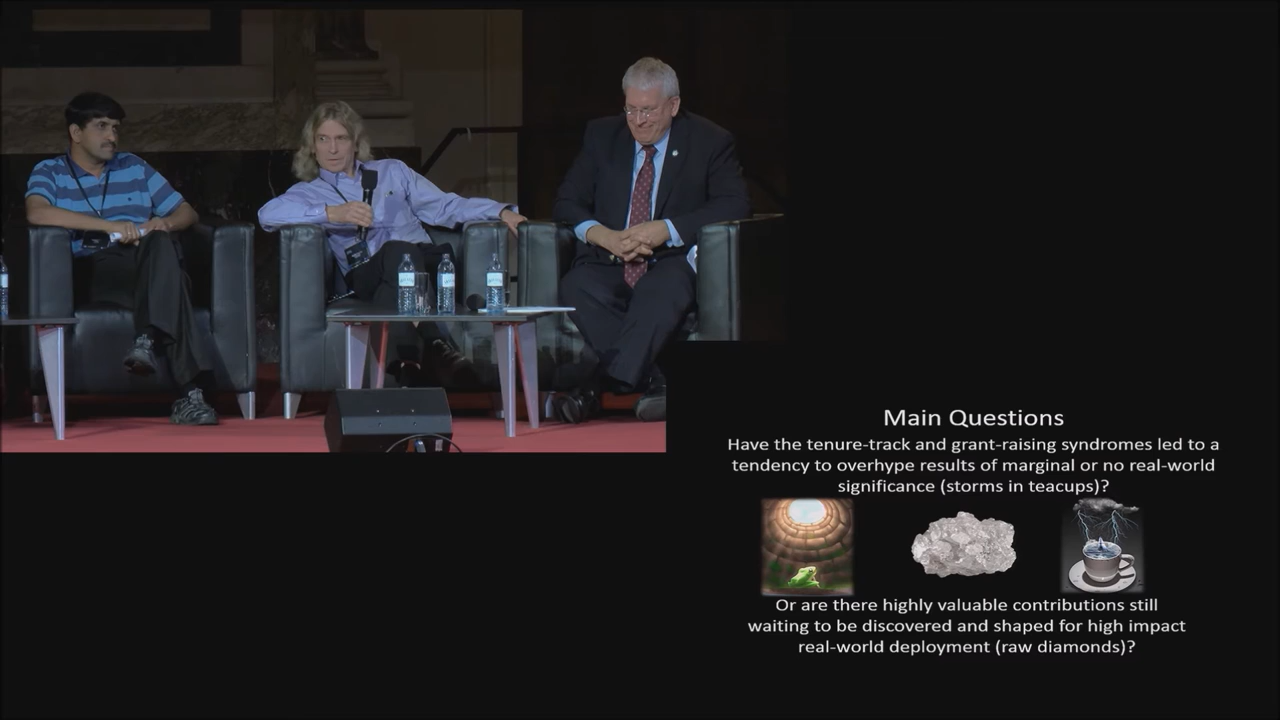 Main Questions
Have the tenure-track and grant-raising syndromes led to a
tendency to overhype results of marginal or no real-world
significance (storms in teacups)?
Or are there highly valuable contributions still
waiting to be discovered and shaped for high impact
real-world deployment (raw diamonds)?